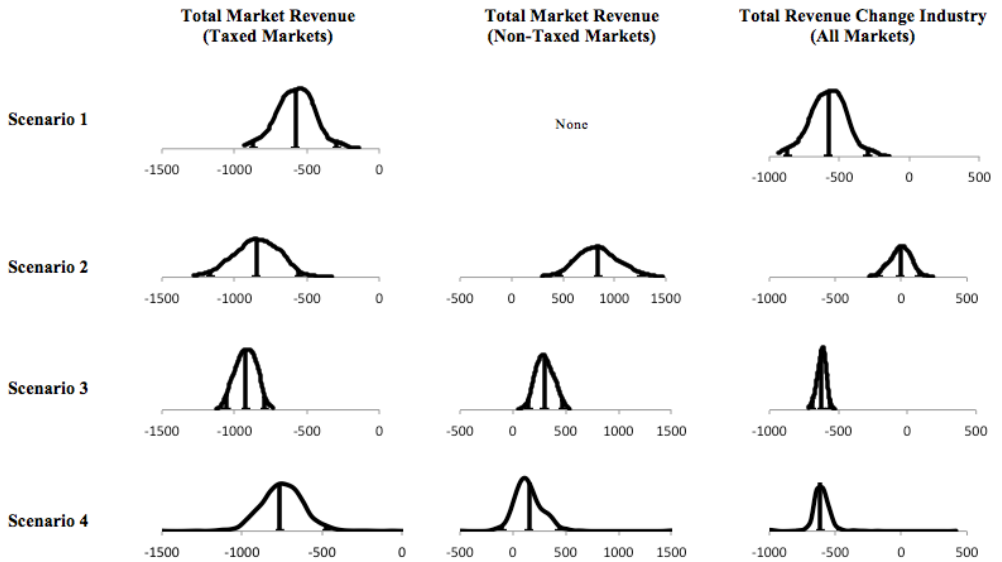 Total Market Revenue
(Taxed Markets)
Total Market Revenue
(Non-Taxed Markets)
Total Revenue Change Industry
(All Markets)
Scenario 1
-1500 -1000 -500 0
None
-1000 -500 0 500
Scenario 2
-1500 -1000 -500 0
-500 0 500 1000 1500
-1000 -500 0 500
Scenario 3
-1500 -1000 -500 0
-500 0 500 1000 1500
-1000 -500 0 500
Scenario 4
-1500 -1000 -500 0
-500 0 500 1000 1500
-1000 -500 0 500